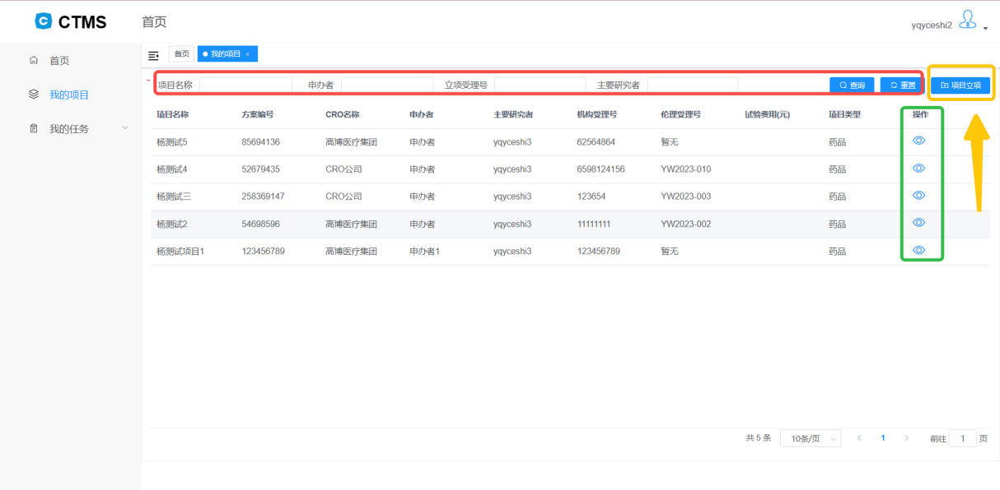 CTMS
首页
yqyceshi2
首页
我的项目
我的任务
首页 我的项目 ×
项目名称 申办者 立项受理号 主要研究者 查询 重置 项目立项
项目名称 方案编号 CRO名称 申办者 主要研究者 机构受理号 伦理受理号 试验费用(元) 项目类型 操作
杨测试5 85694136 高博医疗集团 申办者 yqyceshi3 62564864 暂无 药品
杨测试4 52679435 CRO公司 申办者 yqyceshi3 6598124156 YW2023-010 药品
杨测试三 258369147 CRO公司 申办者 yqyceshi3 123654 YW2023-003 药品
杨测试2 54698596 高博医疗集团 申办者 yqyceshi3 11111111 YW2023-002 药品
杨测试项目1 123456789 高博医疗集团 申办者1 yqyceshi3 123456789 暂无 药品
共 5 条 10条/页 1 前往 1 页